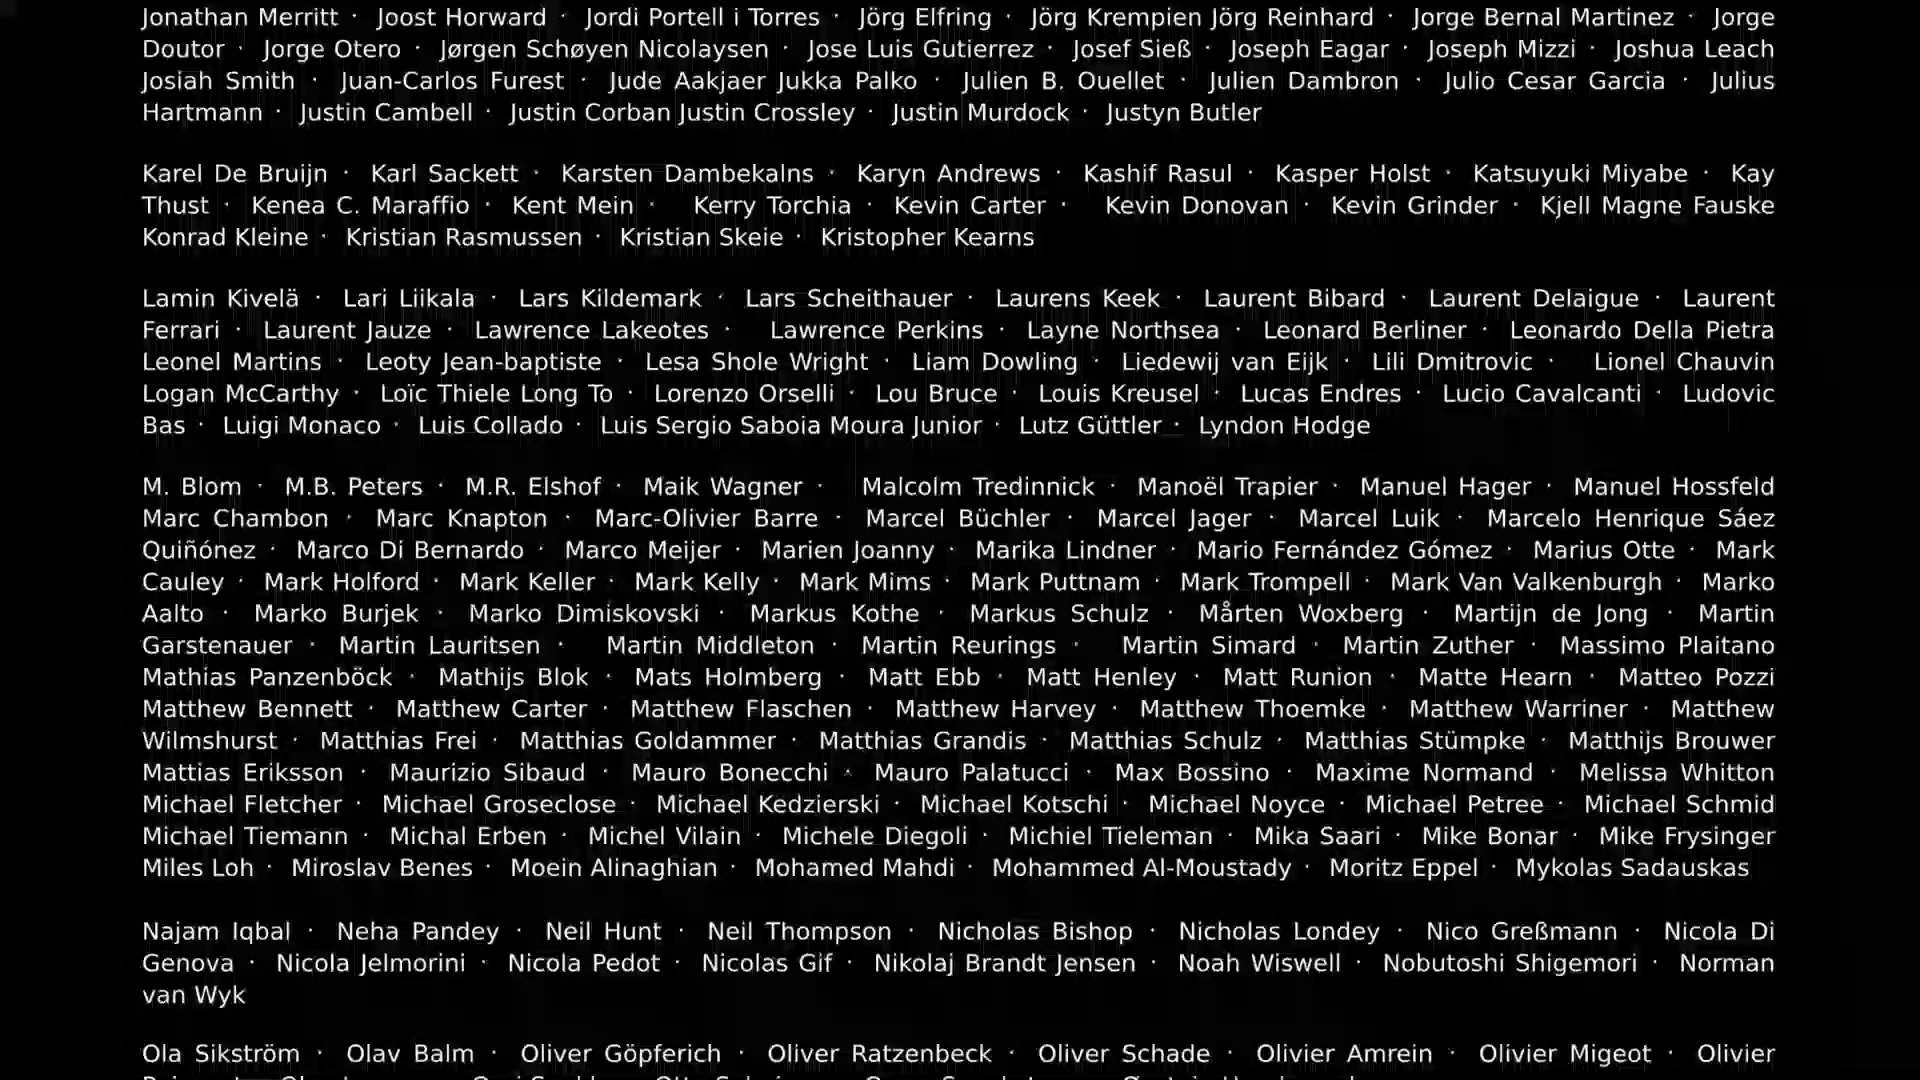 Jonathan Merritt · Joost Horward · Jordi Portell i Torres · Jörg Elfring · Jörg Krempien Jörg Reinhard · Jorge Bernal Martinez · Jorge
Doutor · Jorge Otero · Jørgen Schøyen Nicolaysen · Jose Luis Gutierrez · Josef Sieß · Joseph Eagar · Joseph Mizzi · Joshua Leach
Josiah Smith · Juan-Carlos Furest · Jude Aakjaer Jukka Palko · Julien B. Ouellet · Julien Dambron · Julio Cesar Garcia · Julius
Hartmann · Justin Cambell · Justin Corban Justin Crossley · Justin Murdock · Justyn Butler
Karel De Bruijn · Karl Sackett · Karsten Dambekalns · Karyn Andrews · Kashif Rasul · Kasper Holst · Katsuyuki Miyabe · Kay
Thust · Kenea C. Maraffio · Kent Mein · Kerry Torchia · Kevin Carter · Kevin Donovan · Kevin Grinder · Kjell Magne Fauske
Konrad Kleine · Kristian Rasmussen · Kristian Skeie · Kristopher Kearns
Lamin Kivelä · Lari Liikala · Lars Kildemark · Lars Scheithauer · Laurens Keek · Laurent Bibard · Laurent Delaigue · Laurent
Ferrari · Laurent Jauze · Lawrence Lakeotes · Lawrence Perkins · Layne Northsea · Leonard Berliner · Leonardo Della Pietra
Leonel Martins · Leoty Jean-baptiste · Lesa Shole Wright · Liam Dowling · Liedewij van Eijk · Lili Dmitrovic · Lionel Chauvin
Logan McCarthy · Loïc Thiele Long To · Lorenzo Orselli · Lou Bruce · Louis Kreusel · Lucas Endres · Lucio Cavalcanti · Ludovic
Bas · Luigi Monaco · Luis Collado · Luis Sergio Saboia Moura Junior · Lutz Güttler · Lyndon Hodge
M. Blom · M.B. Peters · M.R. Elshof · Maik Wagner · Malcolm Tredinnick · Manoël Trapier · Manuel Hager · Manuel Hossfeld
Marc Chambon · Marc Knapton · Marc-Olivier Barre · Marcel Büchler · Marcel Jager · Marcel Luik · Marcelo Henrique Sáez
Quiñónez · Marco Di Bernardo · Marco Meijer · Marien Joanny · Marika Lindner · Mario Fernández Gómez · Marius Otte · Mark
Cauley · Mark Holford · Mark Keller · Mark Kelly · Mark Mims · Mark Puttnam · Mark Trompell · Mark Van Valkenburgh · Marko
Aalto · Marko Burjek · Marko Dimiskovski · Markus Kothe · Markus Schulz · Mårten Woxberg · Martijn de Jong · Martin
Garstenauer · Martin Lauritsen · Martin Middleton · Martin Reurings · Martin Simard · Martin Zuther · Massimo Plaitano
Mathias Panzenböck · Mathijs Blok · Mats Holmberg · Matt Ebb · Matt Henley · Matt Runion · Matte Hearn · Matteo Pozzi
Matthew Bennett · Matthew Carter · Matthew Flaschen · Matthew Harvey · Matthew Thoemke · Matthew Warriner · Matthew
Wilmshurst · Matthias Frei · Matthias Goldammer · Matthias Grandis · Matthias Schulz · Matthias Stümpke · Matthijs Brouwer
Mattias Eriksson · Maurizio Sibaud · Mauro Bonecchi · Mauro Palatucci · Max Bossino · Maxime Normand · Melissa Whitton
Michael Fletcher · Michael Groseclose · Michael Kedzierski · Michael Kotschi · Michael Noyce · Michael Petree · Michael Schmid
Michael Tiemann · Michal Erben · Michel Vilain · Michele Diegoli · Michiel Tieleman · Mika Saari · Mike Bonar · Mike Frysinger
Miles Loh · Miroslav Benes · Moein Alinaghian · Mohamed Mahdi · Mohammed Al-Moustady · Moritz Eppel · Mykolas Sadauskas
Najam Iqbal · Neha Pandey · Neil Hunt · Neil Thompson · Nicholas Bishop · Nicholas Londey · Nico Greßmann · Nicola Di
Genova · Nicola Jelmorini · Nicola Pedot · Nicolas Gif · Nikolaj Brandt Jensen · Noah Wiswell · Nobutoshi Shigemori · Norman
van Wyk
Ola Sikström · Olav Balm · Oliver Göpferich · Oliver Ratzenbeck · Oliver Schade · Olivier Amrein · Olivier Migeot · Olivier